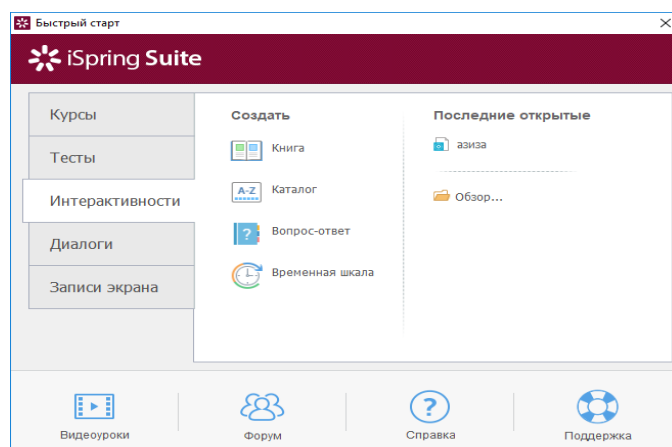 Быстрый старт
iSpring Suite
Курсы
Тесты
Интерактивности
Диалоги
Записи экрана
Создать
Книга
A-Z Каталог
? Вопрос-ответ
Временная шкала
Последние открытые
азиза
Обзор...
Видеоуроки
Форум
? Справка
Поддержка